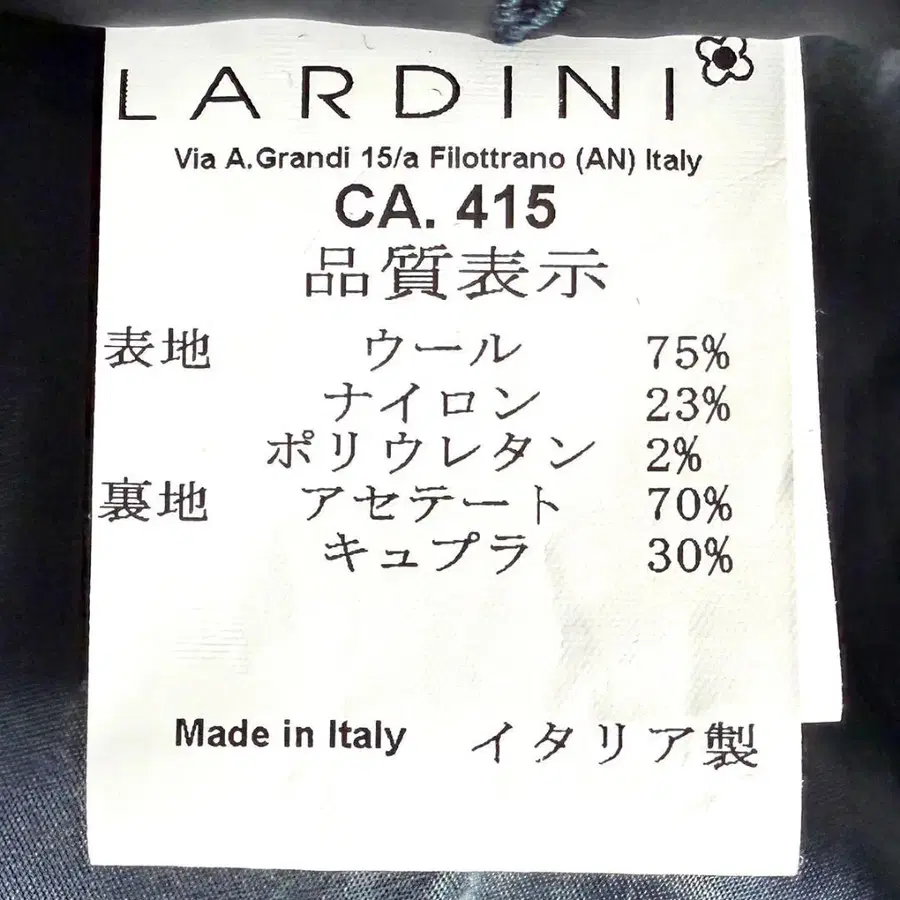 LARDINI
Via A.Grandi 15/a Filottrano (AN) Italy
CA. 415
品質表示
表地 ウール 75%
ナイロン 23%
ポリウレタン 2%
裏地 アセテート 70%
キュプラ 30%
Made in Italy イタリア製